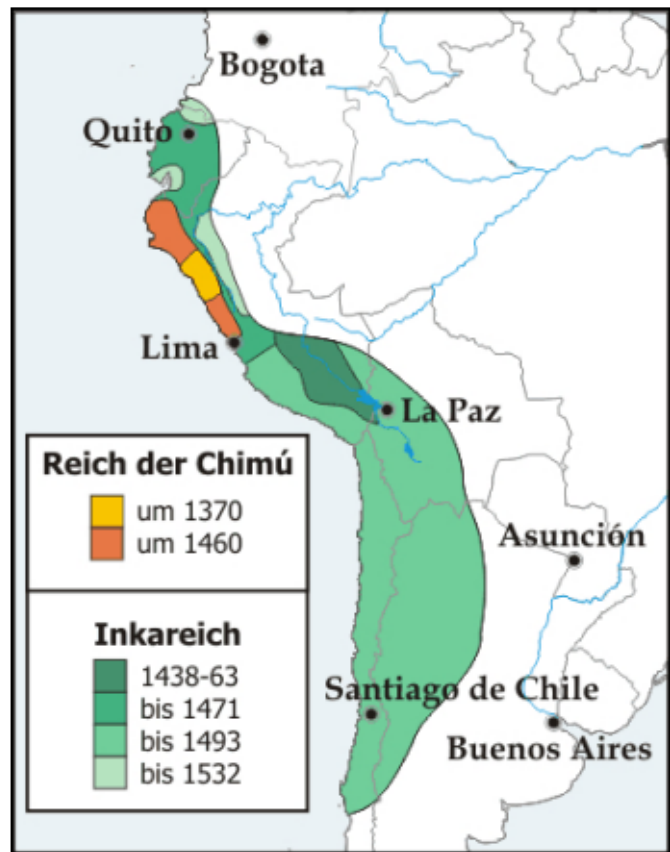 Bogota
Quito
Lima
La Paz
Reich der Chimú
um 1370
um 1460
Asunción
Inkareich
1438-63
bis 1471
bis 1493
bis 1532
Santiago de Chile
Buenos Aires